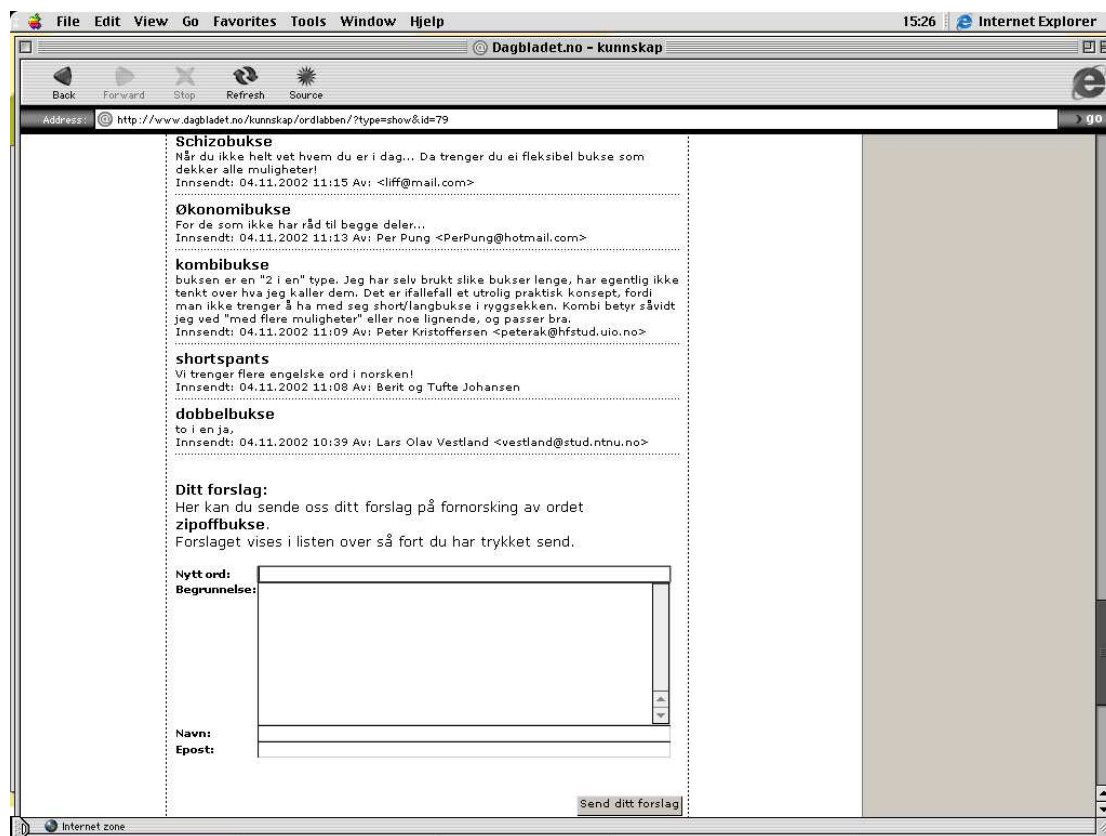 File Edit View Go Favorites Tools Window Hjelp 15:26 Internet Explorer
Dagbladet.no – kunnskap
Back Forward Stop Refresh Source
Address: http://www.dagbladet.no/kunnskap/ordlabben/?type=show&id=79 go
Schizobukse
Når du ikke helt vet hvem du er i dag... Da trenger du ei fleksibel bukse som
dekker alle muligheter!
Innsendt: 04.11.2002 11:15 Av: <liff@mail.com>
Økonomibukse
For de som ikke har råd til begge deler...
Innsendt: 04.11.2002 11:13 Av: Per Pung <PerPung@hotmail.com>
kombibukse
buksen er en "2 i en" type. Jeg har selv brukt slike bukser lenge, har egentlig ikke
tenkt over hva jeg kaller dem. Det er ifallefall et utrolig praktisk konsept, fordi
man ikke trenger å ha med seg short/langbukse i ryggsekken. Kombi betyr såvidt
jeg ved "med flere muligheter" eller noe lignende, og passer bra.
Innsendt: 04.11.2002 11:09 Av: Peter Kristoffersen <peterak@hfstud.uio.no>
shortspants
Vi trenger flere engelske ord i norsken!
Innsendt: 04.11.2002 11:08 Av: Berit og Tufte Johansen
dobbelbukse
to i en ja,
Innsendt: 04.11.2002 10:39 Av: Lars Olav Vestland <vestland@stud.ntnu.no>
Ditt forslag:
Her kan du sende oss ditt forslag på fornorsking av ordet
zipoffbukse.
Forslaget vises i listen over så fort du har trykket send.
Nytt ord:
Begrunnelse:
Navn:
Epost:
Send ditt forslag
Internet zone